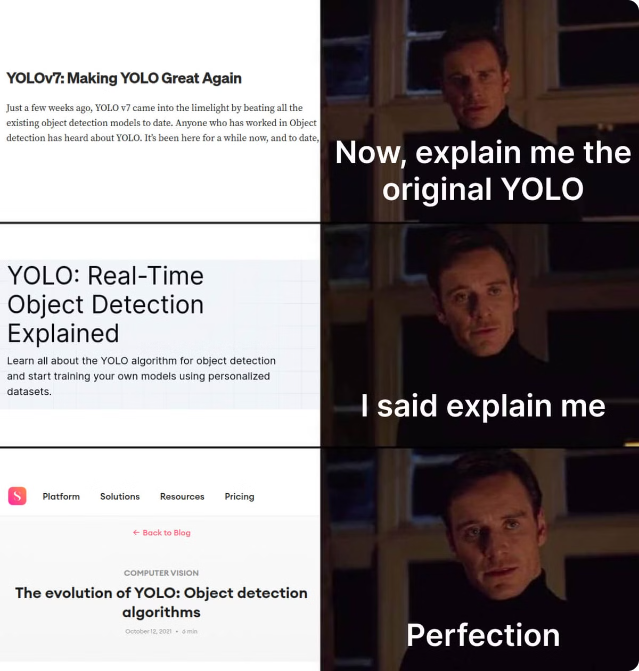 YOLOv7: Making YOLO Great Again
Just a few weeks ago, YOLO v7 came into the limelight by beating all the
existing object detection models to date. Anyone who has worked in Object
detection has heard about YOLO. It's been here for a while now, and to date,
Now, explain me the
original YOLO
YOLO: Real-Time
Object Detection
Explained
Learn all about the YOLO algorithm for object detection
and start training your own models using personalized
datasets.
I said explain me
Platform Solutions Resources Pricing
← Back to Blog
COMPUTER VISION
The evolution of YOLO: Object detection
algorithms
October 12, 2021 • 3 min
Perfection